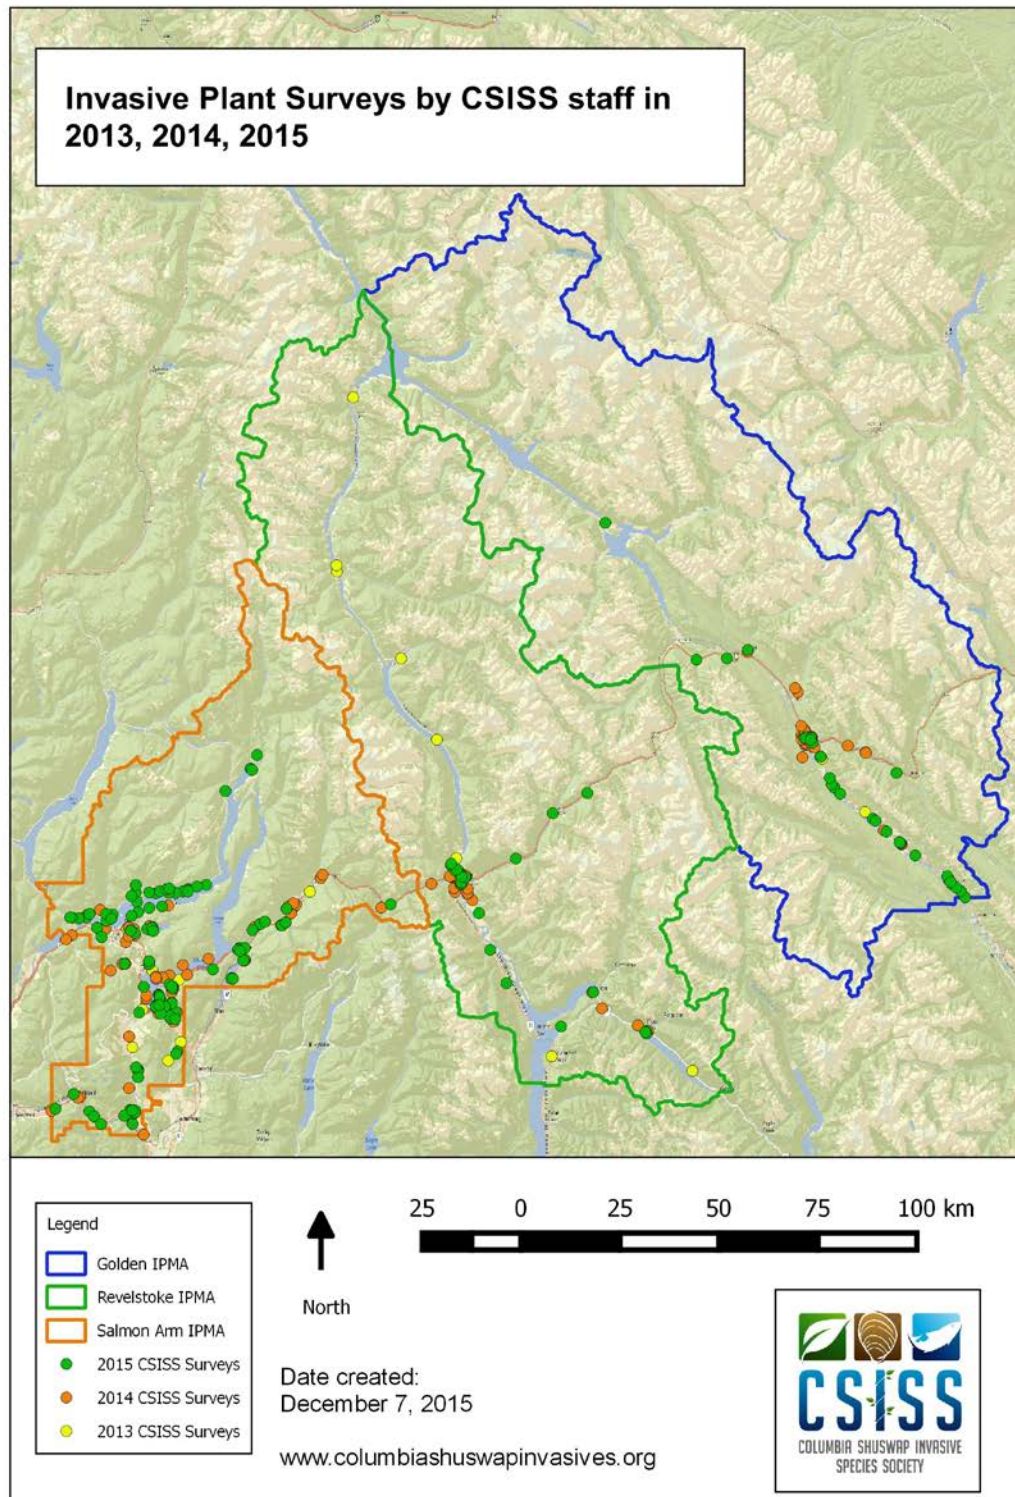 Invasive Plant Surveys by CSISS staff in
2013, 2014, 2015
Legend
Golden IPMA
Revelstoke IPMA
Salmon Arm IPMA
2015 CSISS Surveys
2014 CSISS Surveys
2013 CSISS Surveys
North
25 0 25 50 75 100 km
Date created:
December 7, 2015
www.columbiashuswapinvasives.org
CSISS
COLUMBIA SHUSWAP INVASIVE
SPECIES SOCIETY